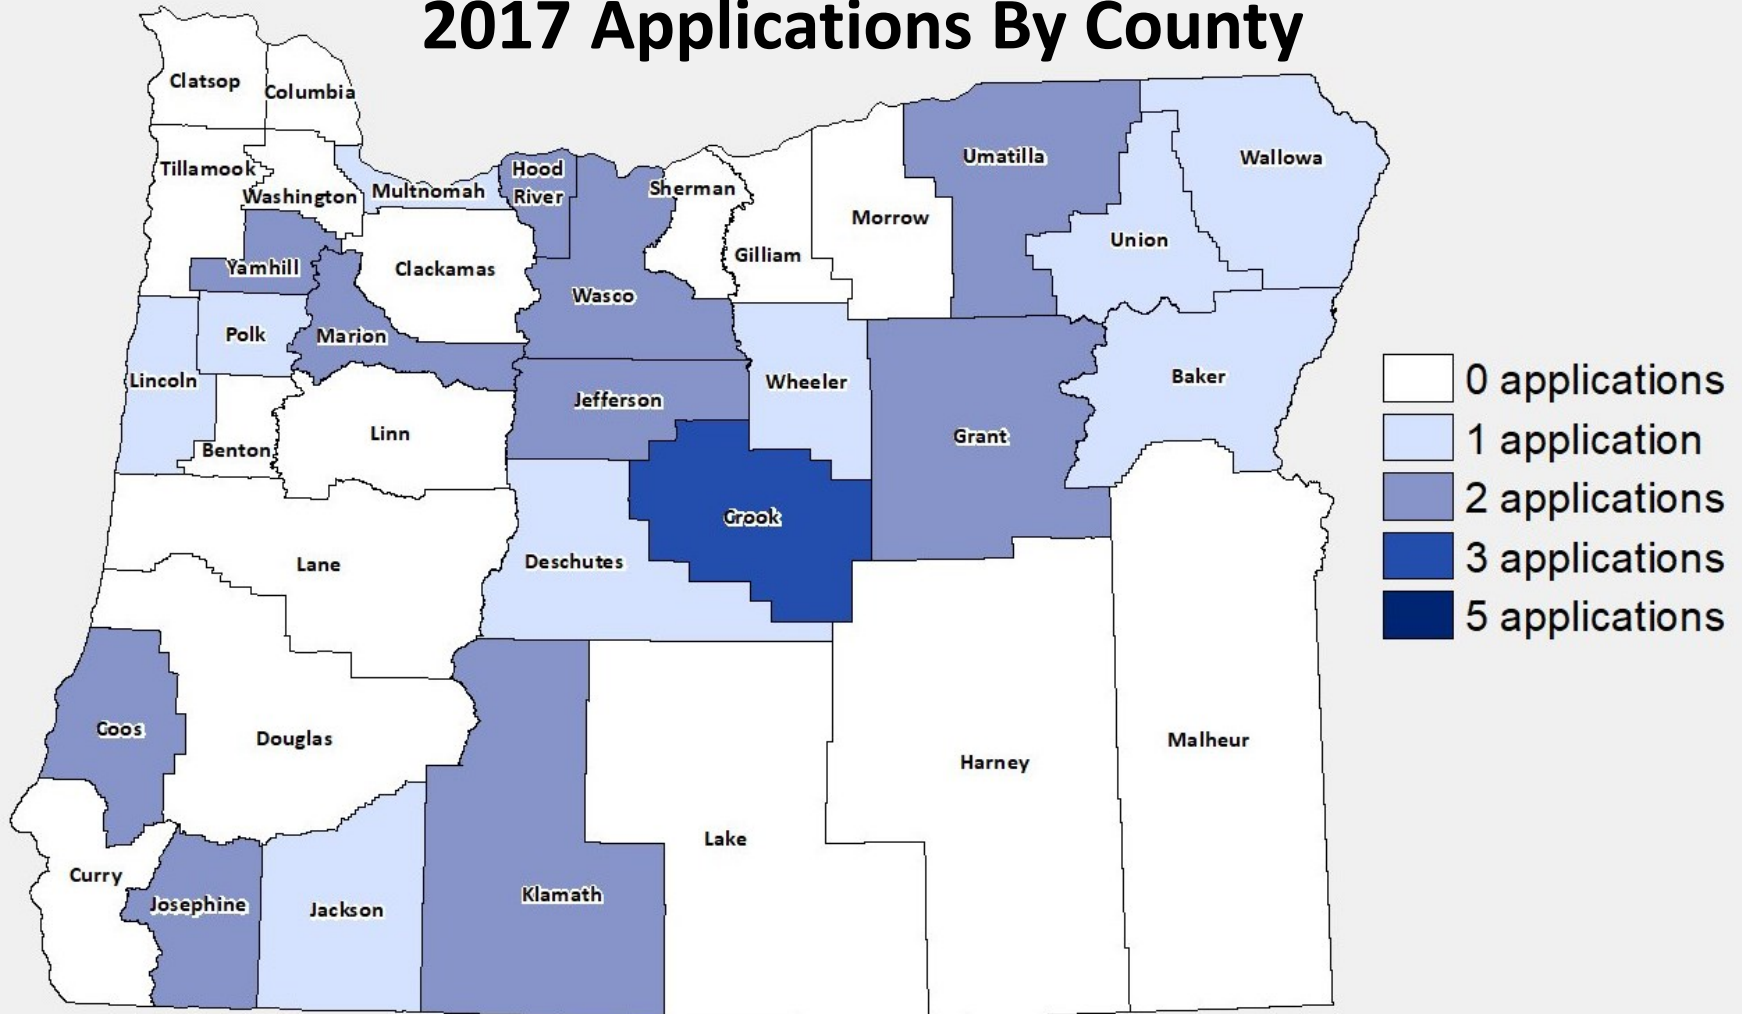 2017 Applications By County
Clatsop
Columbia
Tillamook
Washington
Multnomah
Hood
River
Sherman
Gilliam
Morrow
Umatilla
Union
Wallowa
Yamhill
Clackamas
Wasco
Polk
Marion
Lincoln
Jefferson
Wheeler
Grant
Baker
Benton
Linn
Crook
Deschutes
Lane
Coos
Douglas
Lake
Harney
Malheur
Curry
Josephine
Jackson
Klamath
0 applications
1 application
2 applications
3 applications
5 applications